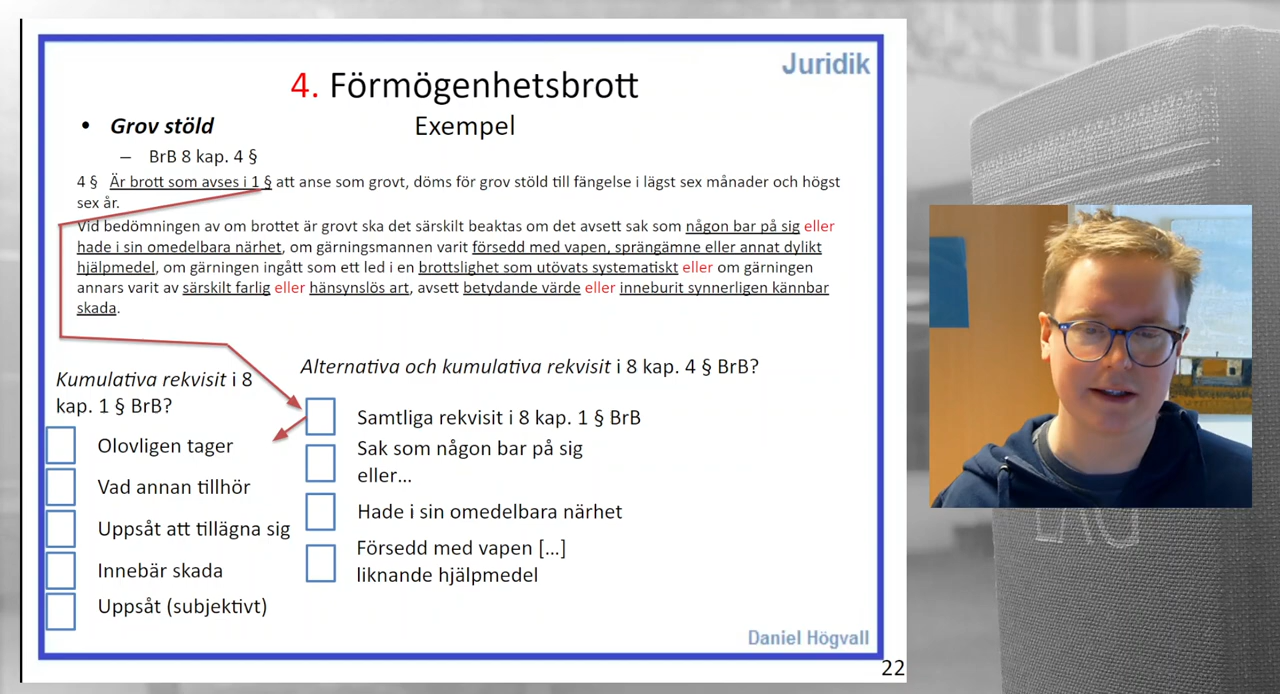 Juridik
4. Förmögenhetsbrott
• Grov stöld
Exempel
– BrB 8 kap. 4 §
4 § Är brott som avses i 1 § att anse som grovt, döms för grov stöld till fängelse i lägst sex månader och högst
sex år.
Vid bedömningen av om brottet är grovt ska det särskilt beaktas om det avsett sak som någon bar på sig eller
hade i sin omedelbara närhet, om gärningsmannen varit försedd med vapen, sprängämne eller annat dylikt
hjälpmedel, om gärningen ingått som ett led i en brottslighet som utövats systematiskt eller om gärningen
annars varit av särskilt farlig eller hänsynslös art, avsett betydande värde eller inneburit synnerligen kännbar
skada.
Kumulativa rekvisit i 8
kap. 1 § BrB?
Olovligen tager
Vad annan tillhör
Uppsåt att tillägna sig
Innebär skada
Uppsåt (subjektivt)
Alternativa och kumulativa rekvisit i 8 kap. 4 § BrB?
Samtliga rekvisit i 8 kap. 1 § BrB
Sak som någon bar på sig
eller...
Hade i sin omedelbara närhet
Försedd med vapen [...]
liknande hjälpmedel
Daniel Högvall
22
LAG